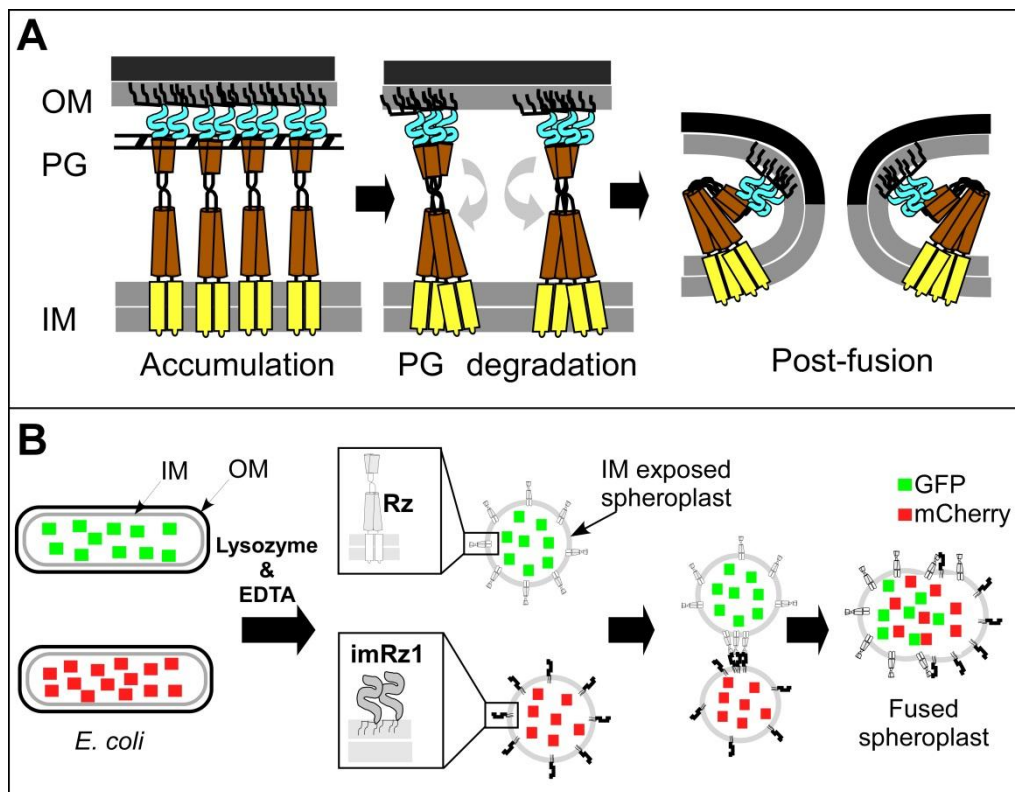 A
OM
PG
IM
Accumulation
PG degradation
Post-fusion
B
IM
OM
Lysozyme
&
EDTA
E. coli
Rz
imRz1
IM exposed
spheroplast
GFP
mCherry
Fused
spheroplast